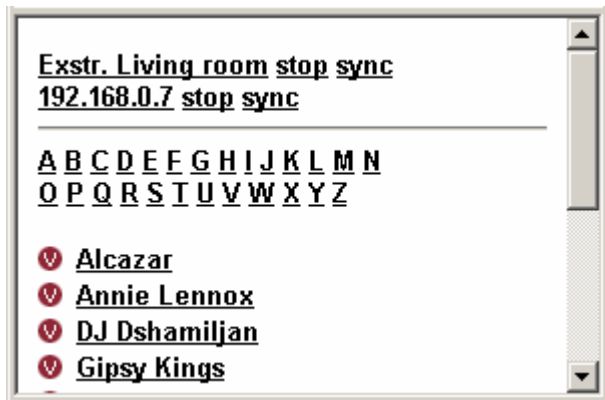 Exstr. Living room stop sync
192.168.0.7 stop sync
A B C D E F G H I J K L M N
O P Q R S T U V W X Y Z
V Alcazar
V Annie Lennox
V DJ Dshamiljan
V Gipsy Kings